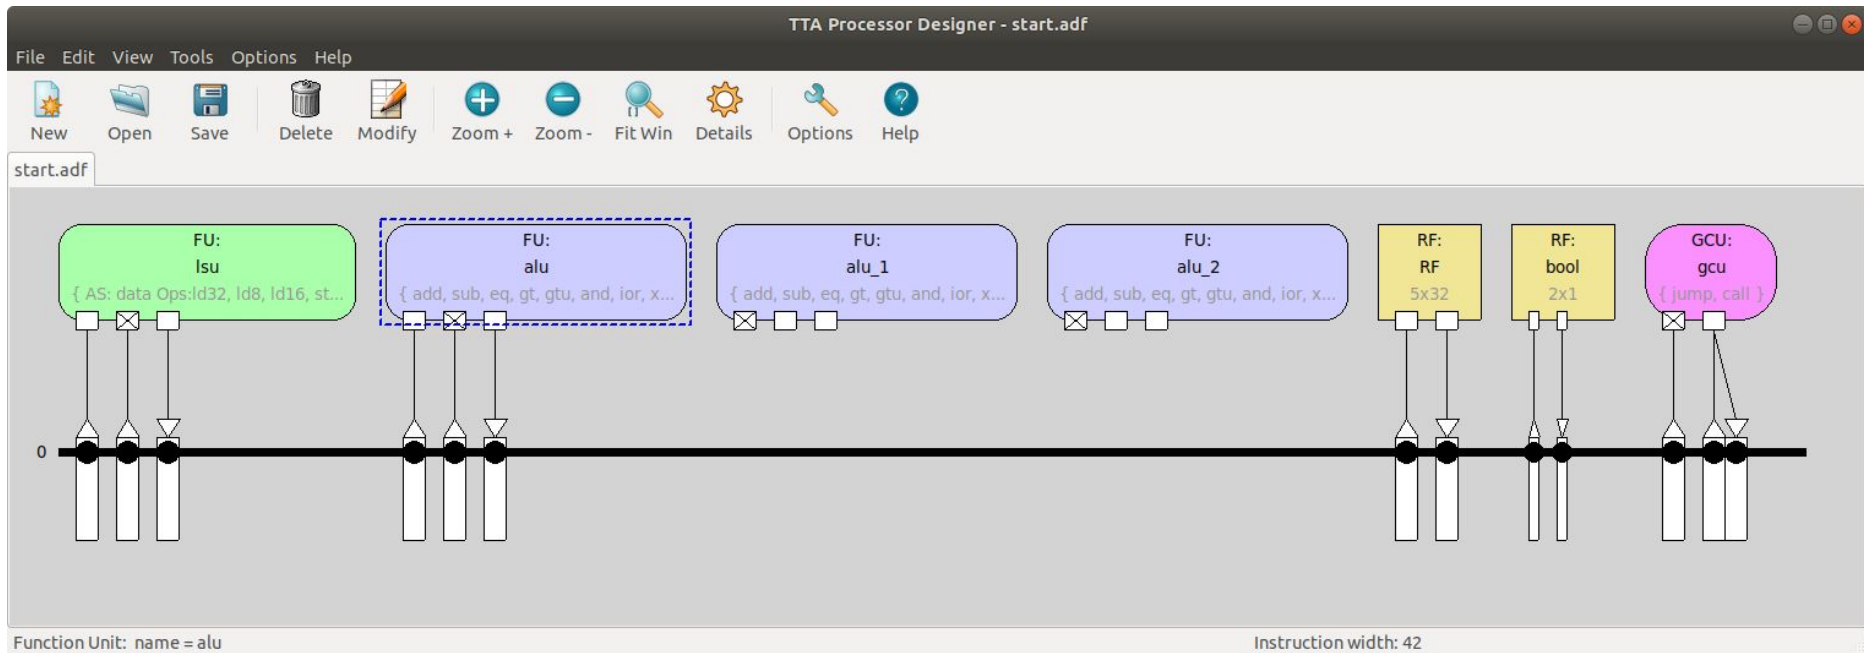 TTA Processor Designer - start.adf
File Edit View Tools Options Help
New Open Save Delete Modify Zoom + Zoom - Fit Win Details Options Help
start.adf
FU: FU: FU: FU: RF: RF: GCU:
lsu alu alu_1 alu_2 RF bool gcu
{ AS: data Ops:ld32, ld8, ld16, st... { add, sub, eq, gt, gtu, and, ior, x... { add, sub, eq, gt, gtu, and, ior, x... { add, sub, eq, gt, gtu, and, ior, x... 5x32 2x1 { jump, call }
0
Function Unit: name = alu Instruction width: 42